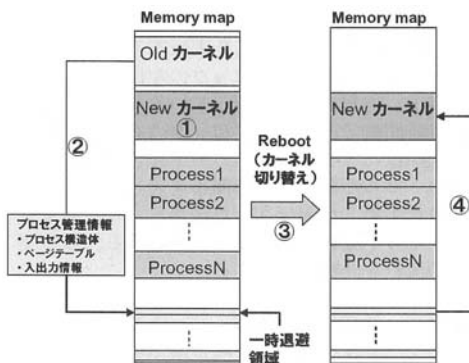 Memory map
Old カーネル
New カーネル
①
②
Process1
Process2
ProcessN
プロセス管理情報
・プロセス構造体
・ページテーブル
・入出力情報
Reboot
(カーネル
切り替え)
③
一時退避
領域
Memory map
New カーネル
Process1
Process2
ProcessN
④